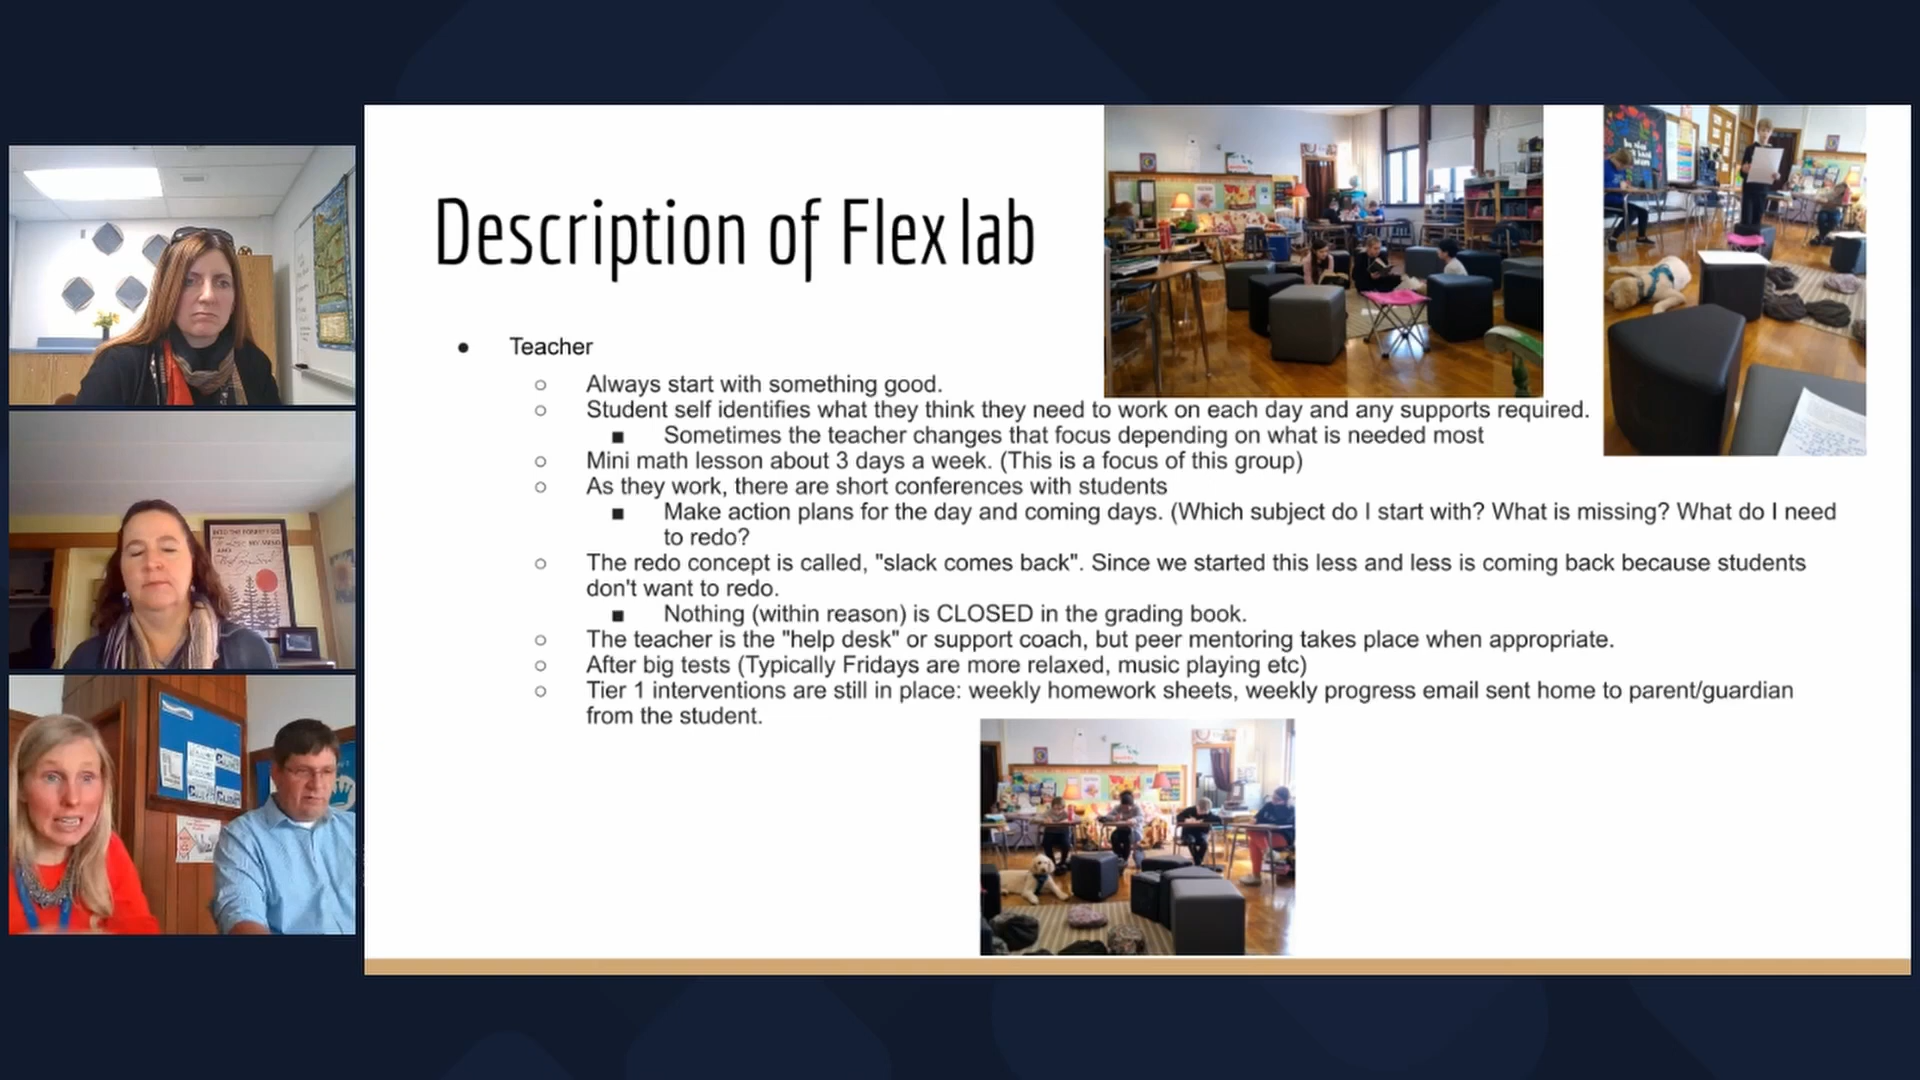 Description of Flex lab
● Teacher
○ Always start with something good.
○ Student self identifies what they think they need to work on each day and any supports required.
■ Sometimes the teacher changes that focus depending on what is needed most
○ Mini math lesson about 3 days a week. (This is a focus of this group)
○ As they work, there are short conferences with students
■ Make action plans for the day and coming days. (Which subject do I start with? What is missing? What do I need
to redo?
○ The redo concept is called, "slack comes back". Since we started this less and less is coming back because students
don't want to redo.
■ Nothing (within reason) is CLOSED in the grading book.
○ The teacher is the "help desk" or support coach, but peer mentoring takes place when appropriate.
○ After big tests (Typically Fridays are more relaxed, music playing etc)
○ Tier 1 interventions are still in place: weekly homework sheets, weekly progress email sent home to parent/guardian
from the student.
INTO THE FOREST I GO
AND